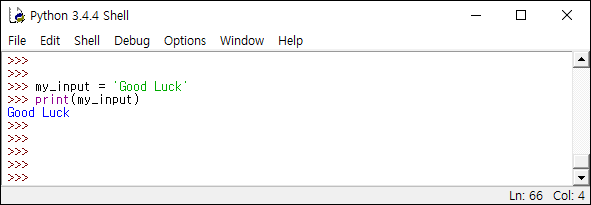 Python 3.4.4 Shell
File Edit Shell Debug Options Window Help
>>>
>>>
>>> my_input = 'Good Luck'
>>> print(my_input)
Good Luck
>>>
>>>
>>>
>>>
>>>
Ln: 66 Col: 4